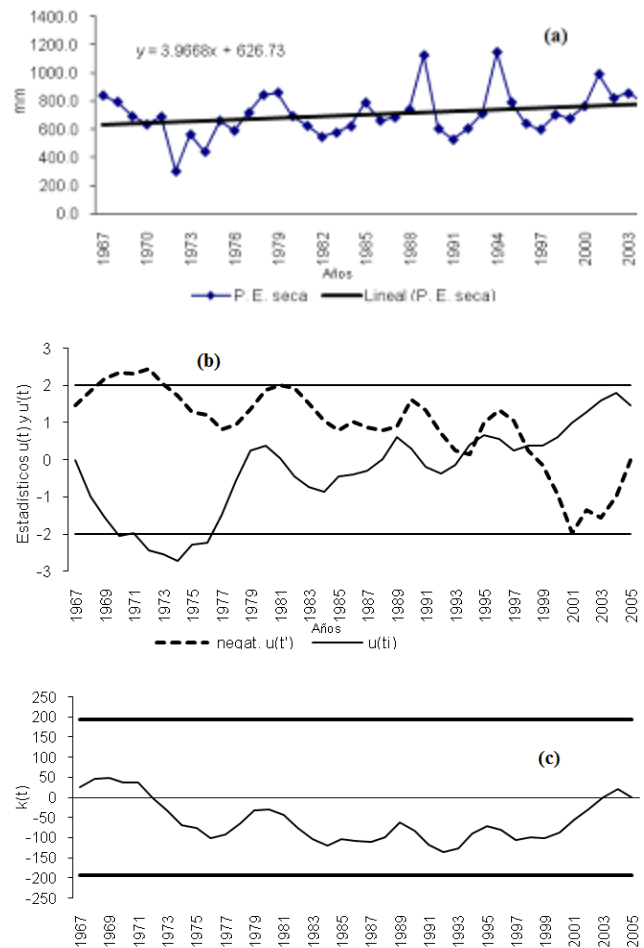 (a)
y = 3.9668x + 626.73
1400.0
1200.0
1000.0
800.0
600.0
400.0
200.0
0.0
mm
1967 1970 1973 1976 1979 1982 1985 1988 1991 1994 1997 2000 2003
Años
P. E. seca Lineal (P. E. seca)
(b)
3
2
1
0
-1
-2
-3
Estadísticos u(t) y u'(t)
1967 1969 1971 1973 1975 1977 1979 1981 1983 1985 1987 1989 1991 1993 1995 1997 1999 2001 2003 2005
Años
negat. u(t') u(ti)
(c)
250
200
150
100
50
0
-50
-100
-150
-200
-250
k(t)
1967 1969 1971 1973 1975 1977 1979 1981 1983 1985 1987 1989 1991 1993 1995 1997 1999 2001 2003 2005